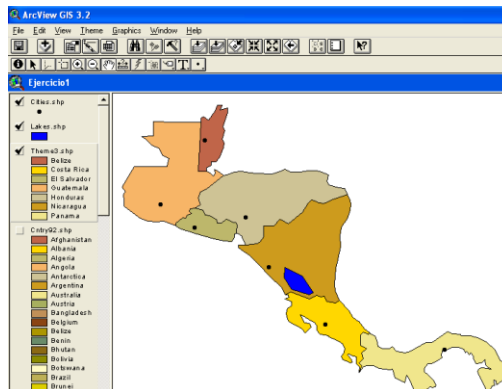 ArcView GIS 3.2
File Edit View Theme Graphics Window Help
Ejercicio1
Cities.shp
Lakes.shp
Theme3.shp
Belize
Costa Rica
El Salvador
Guatemala
Honduras
Nicaragua
Panama
Cntry92.shp
Afghanistan
Albania
Algeria
Angola
Antarctica
Argentina
Australia
Austria
Bangladesh
Belgium
Belize
Benin
Bhutan
Bolivia
Botswana
Brazil
Brunei